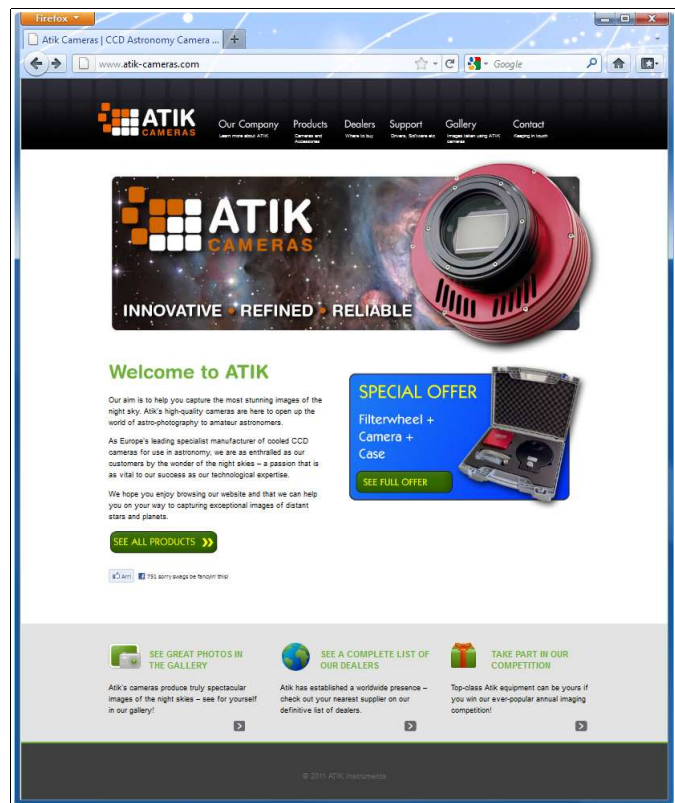 Firefox
Atik Cameras | CCD Astronomy Camera ...
www.atik-cameras.com
Google
ATIK
CAMERAS
Our Company
Learn more about ATIK
Products
Cameras and
Accessories
Dealers
Where to buy
Support
Drivers, Software etc
Gallery
Images taken using ATIK
cameras
Contact
Keeping in touch
ATIK
CAMERAS
INNOVATIVE • REFINED • RELIABLE
Welcome to ATIK
Our aim is to help you capture the most stunning images of the
night sky. Atik's high-quality cameras are here to open up the
world of astro-photography to amateur astronomers.
As Europe's leading specialist manufacturer of cooled CCD
cameras for use in astronomy, we are as enthralled as our
customers by the wonder of the night skies – a passion that is
as vital to our success as our technological expertise.
We hope you enjoy browsing our website and that we can help
you on your way to capturing exceptional images of distant
stars and planets.
SEE ALL PRODUCTS
Arr!
791 sorry swags be fancyin' this!
SPECIAL OFFER
Filterwheel +
Camera +
Case
SEE FULL OFFER
SEE GREAT PHOTOS IN
THE GALLERY
Atik's cameras produce truly spectacular
images of the night skies – see for yourself
in our gallery!
SEE A COMPLETE LIST OF
OUR DEALERS
Atik has established a worldwide presence –
check out your nearest supplier on our
definitive list of dealers.
TAKE PART IN OUR
COMPETITION
Top-class Atik equipment can be yours if
you win our ever-popular annual imaging
competition!
© 2011 ATIK Instruments